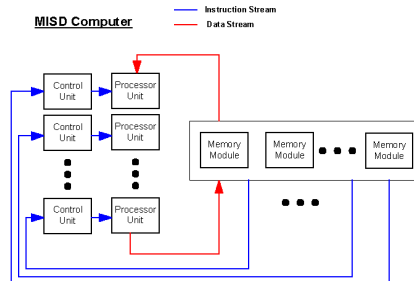 MISD Computer
Instruction Stream
Data Stream
Control
Unit
Processor
Unit
Control
Unit
Processor
Unit
Memory
Module
Memory
Module
Memory
Module
Control
Unit
Processor
Unit